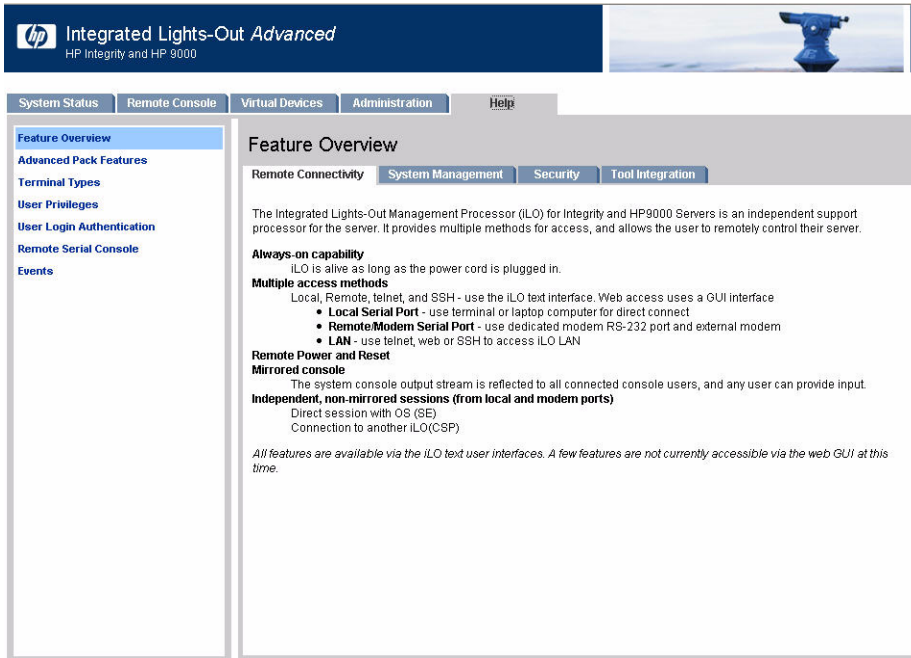 hp
Integrated Lights-Out Advanced
HP Integrity and HP 9000
System Status
Remote Console
Virtual Devices
Administration
Help
Feature Overview
Advanced Pack Features
Terminal Types
User Privileges
User Login Authentication
Remote Serial Console
Events
Feature Overview
Remote Connectivity
System Management
Security
Tool Integration
The Integrated Lights-Out Management Processor (iLO) for Integrity and HP9000 Servers is an independent support
processor for the server. It provides multiple methods for access, and allows the user to remotely control their server.
Always-on capability
iLO is alive as long as the power cord is plugged in.
Multiple access methods
Local, Remote, telnet, and SSH - use the iLO text interface. Web access uses a GUI interface
• Local Serial Port - use terminal or laptop computer for direct connect
• Remote/Modem Serial Port - use dedicated modem RS-232 port and external modem
• LAN - use telnet, web or SSH to access iLO LAN
Remote Power and Reset
Mirrored console
The system console output stream is reflected to all connected console users, and any user can provide input.
Independent, non-mirrored sessions (from local and modem ports)
Direct session with OS (SE)
Connection to another iLO(CSP)
All features are available via the iLO text user interfaces. A few features are not currently accessible via the web GUI at this
time.